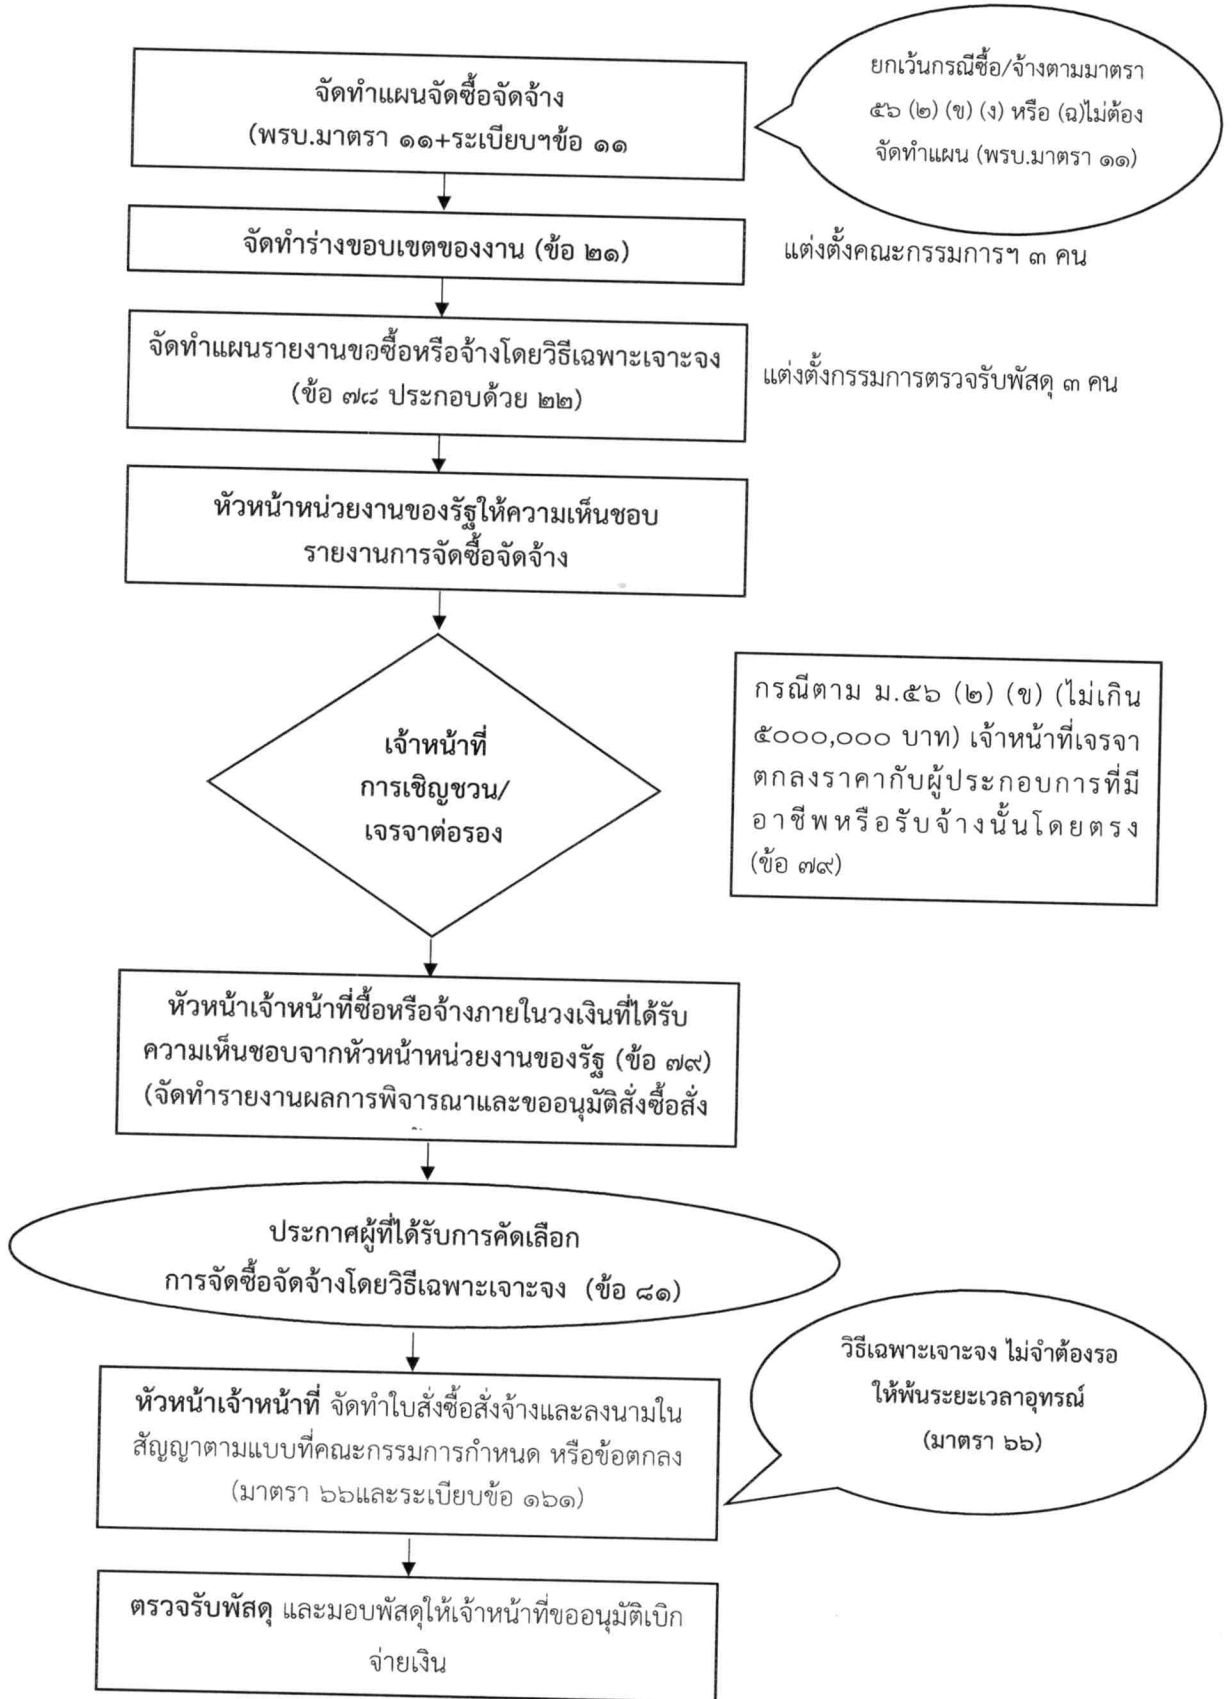 จัดทำแผนจัดซื้อจัดจ้าง
(พรบ.มาตรา ๑๑+ระเบียบฯข้อ ๑๑
ยกเว้นกรณีซื้อ/จ้างตามมาตรา
๕๖ (๒) (ข) (ง) หรือ (ฉ)ไม่ต้อง
จัดทำแผน (พรบ.มาตรา ๑๑)
จัดทำร่างขอบเขตของงาน (ข้อ ๒๑)
แต่งตั้งคณะกรรมการฯ ๓ คน
จัดทำแผนรายงานขอซื้อหรือจ้างโดยวิธีเฉพาะเจาะจง
(ข้อ ๗๘ ประกอบด้วย ๒๒)
แต่งตั้งกรรมการตรวจรับพัสดุ ๓ คน
หัวหน้าหน่วยงานของรัฐให้ความเห็นชอบ
รายงานการจัดซื้อจัดจ้าง
เจ้าหน้าที่
การเชิญชวน/
เจรจาต่อรอง
กรณีตาม ม.๕๖ (๒) (ข) (ไม่เกิน
๕๐๐๐,๐๐๐ บาท) เจ้าหน้าที่เจรจา
ตกลงราคากับผู้ประกอบการที่มี
อาชีพหรือรับจ้างนั้นโดยตรง
(ข้อ ๗๙)
หัวหน้าเจ้าหน้าที่ซื้อหรือจ้างภายในวงเงินที่ได้รับ
ความเห็นชอบจากหัวหน้าหน่วยงานของรัฐ (ข้อ ๗๙)
(จัดทำรายงานผลการพิจารณาและขออนุมัติสั่งซื้อสั่ง
ประกาศผู้ที่ได้รับการคัดเลือก
การจัดซื้อจัดจ้างโดยวิธีเฉพาะเจาะจง (ข้อ ๘๑)
วิธีเฉพาะเจาะจง ไม่จำต้องรอ
ให้พ้นระยะเวลาอุทรณ์
(มาตรา ๖๖)
หัวหน้าเจ้าหน้าที่ จัดทำใบสั่งซื้อสั่งจ้างและลงนามใน
สัญญาตามแบบที่คณะกรรมการกำหนด หรือข้อตกลง
(มาตรา ๖๖และระเบียบข้อ ๑๖๑)
ตรวจรับพัสดุ และมอบพัสดุให้เจ้าหน้าที่ขออนุมัติเบิก
จ่ายเงิน